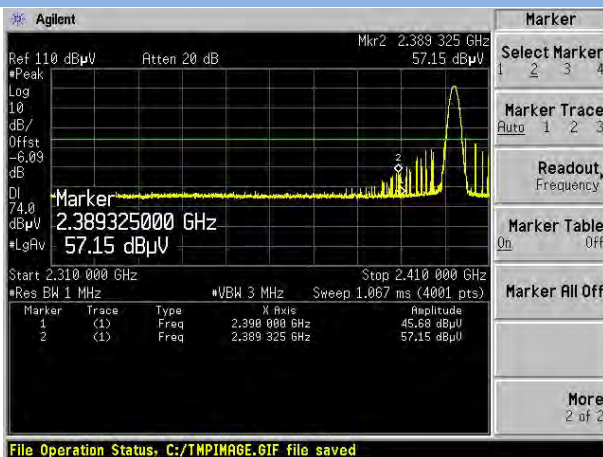 Agilent
Marker
Mkr2 2.389 325 GHz
Ref 110 dBµV Atten 20 dB 57.15 dBµV
#Peak
Log
10
dB/
Offst
-6.09
dB
DI
74.0
dBµV
#LgAv
2
Marker
2.389325000 GHz
57.15 dBµV
Start 2.310 000 GHz Stop 2.410 000 GHz
#Res BW 1 MHz #VBW 3 MHz Sweep 1.067 ms (4001 pts)
Marker Trace Type X Axis Amplitude
1 (1) Freq 2.390 000 GHz 45.68 dBµV
2 (1) Freq 2.389 325 GHz 57.15 dBµV
File Operation Status, C:/TMPIMAGE.GIF file saved
Select Marker
1 2 3 4
Marker Trace
Auto 1 2 3
Readout,
Frequency
Marker Table
On Off
Marker All Off
More
2 of 2